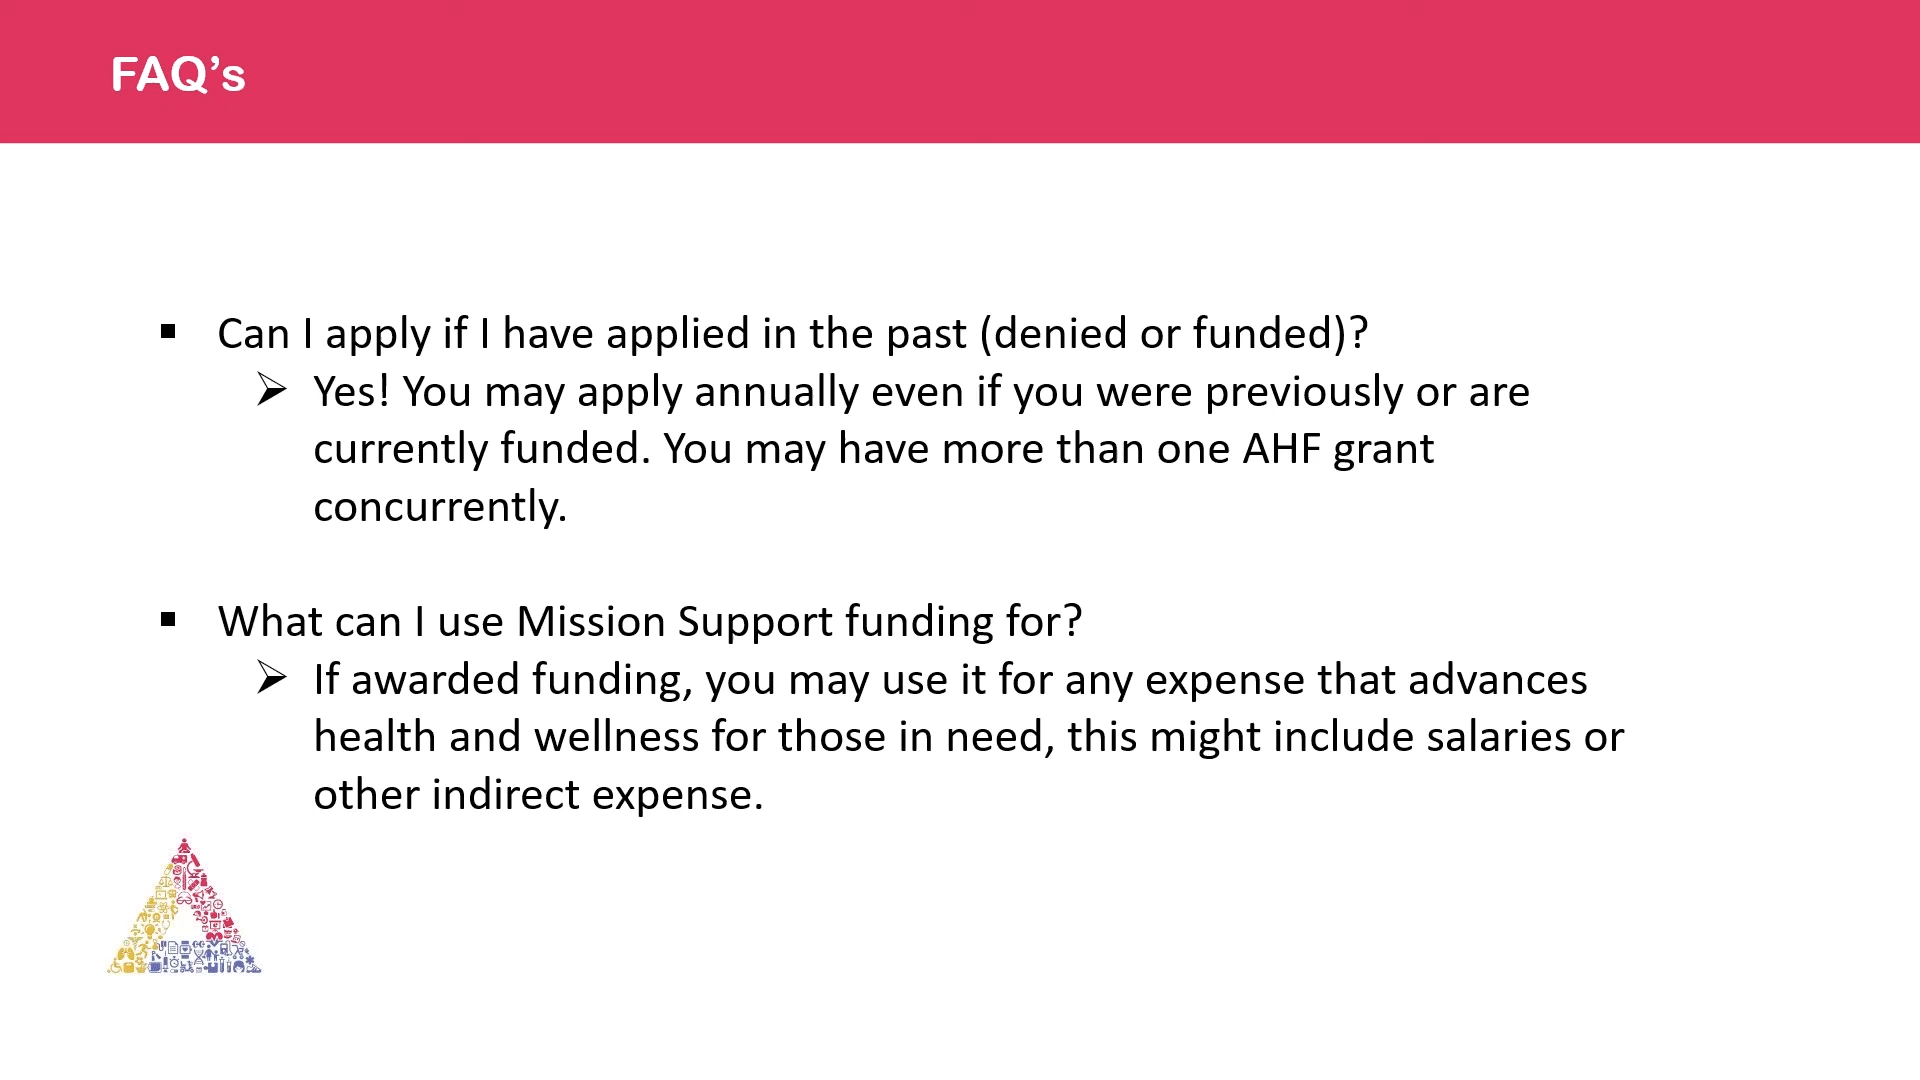 FAQ’s
▪ Can I apply if I have applied in the past (denied or funded)?
➢ Yes! You may apply annually even if you were previously or are
currently funded. You may have more than one AHF grant
concurrently.
▪ What can I use Mission Support funding for?
➢ If awarded funding, you may use it for any expense that advances
health and wellness for those in need, this might include salaries or
other indirect expense.